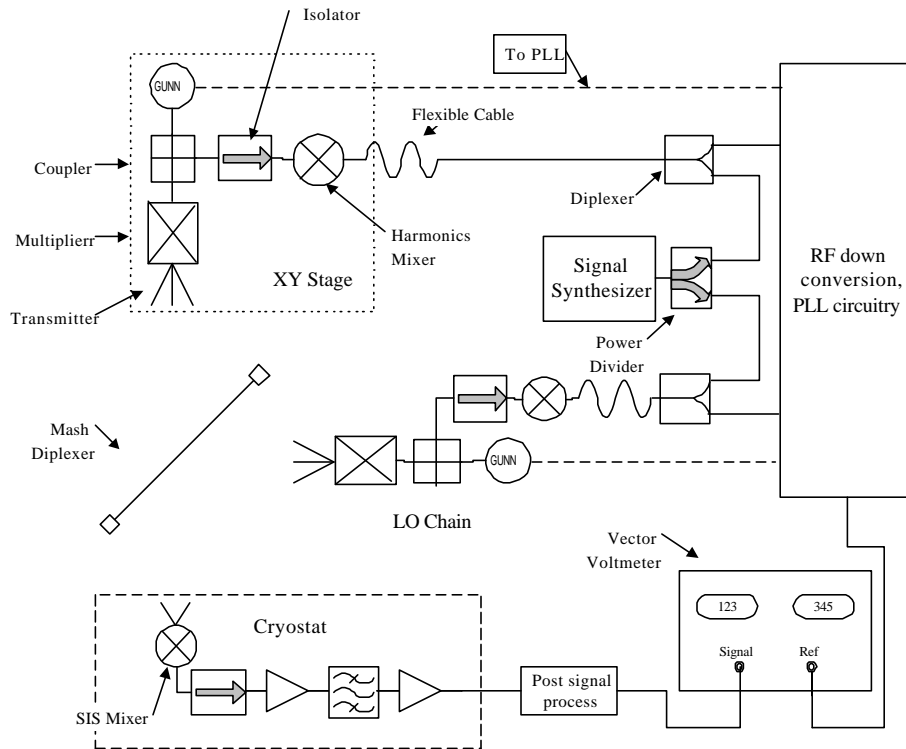 Isolator
To PLL
GUNN
Flexible Cable
Coupler
Diplexer
Multiplierr
Harmonics
Mixer
XY Stage
Signal
Synthesizer
RF down
conversion,
PLL circuitry
Transmitter
Power
Divider
Mash
Diplexer
GUNN
LO Chain
Vector
Voltmeter
123
345
Cryostat
Signal
Ref
Post signal
process
SIS Mixer